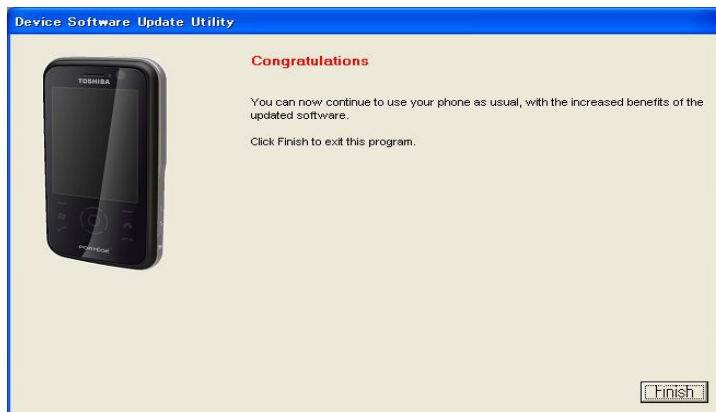 Device Software Update Utility
TOSHIBA
PORTÉGÉ
Congratulations
You can now continue to use your phone as usual, with the increased benefits of the
updated software.
Click Finish to exit this program.
Finish